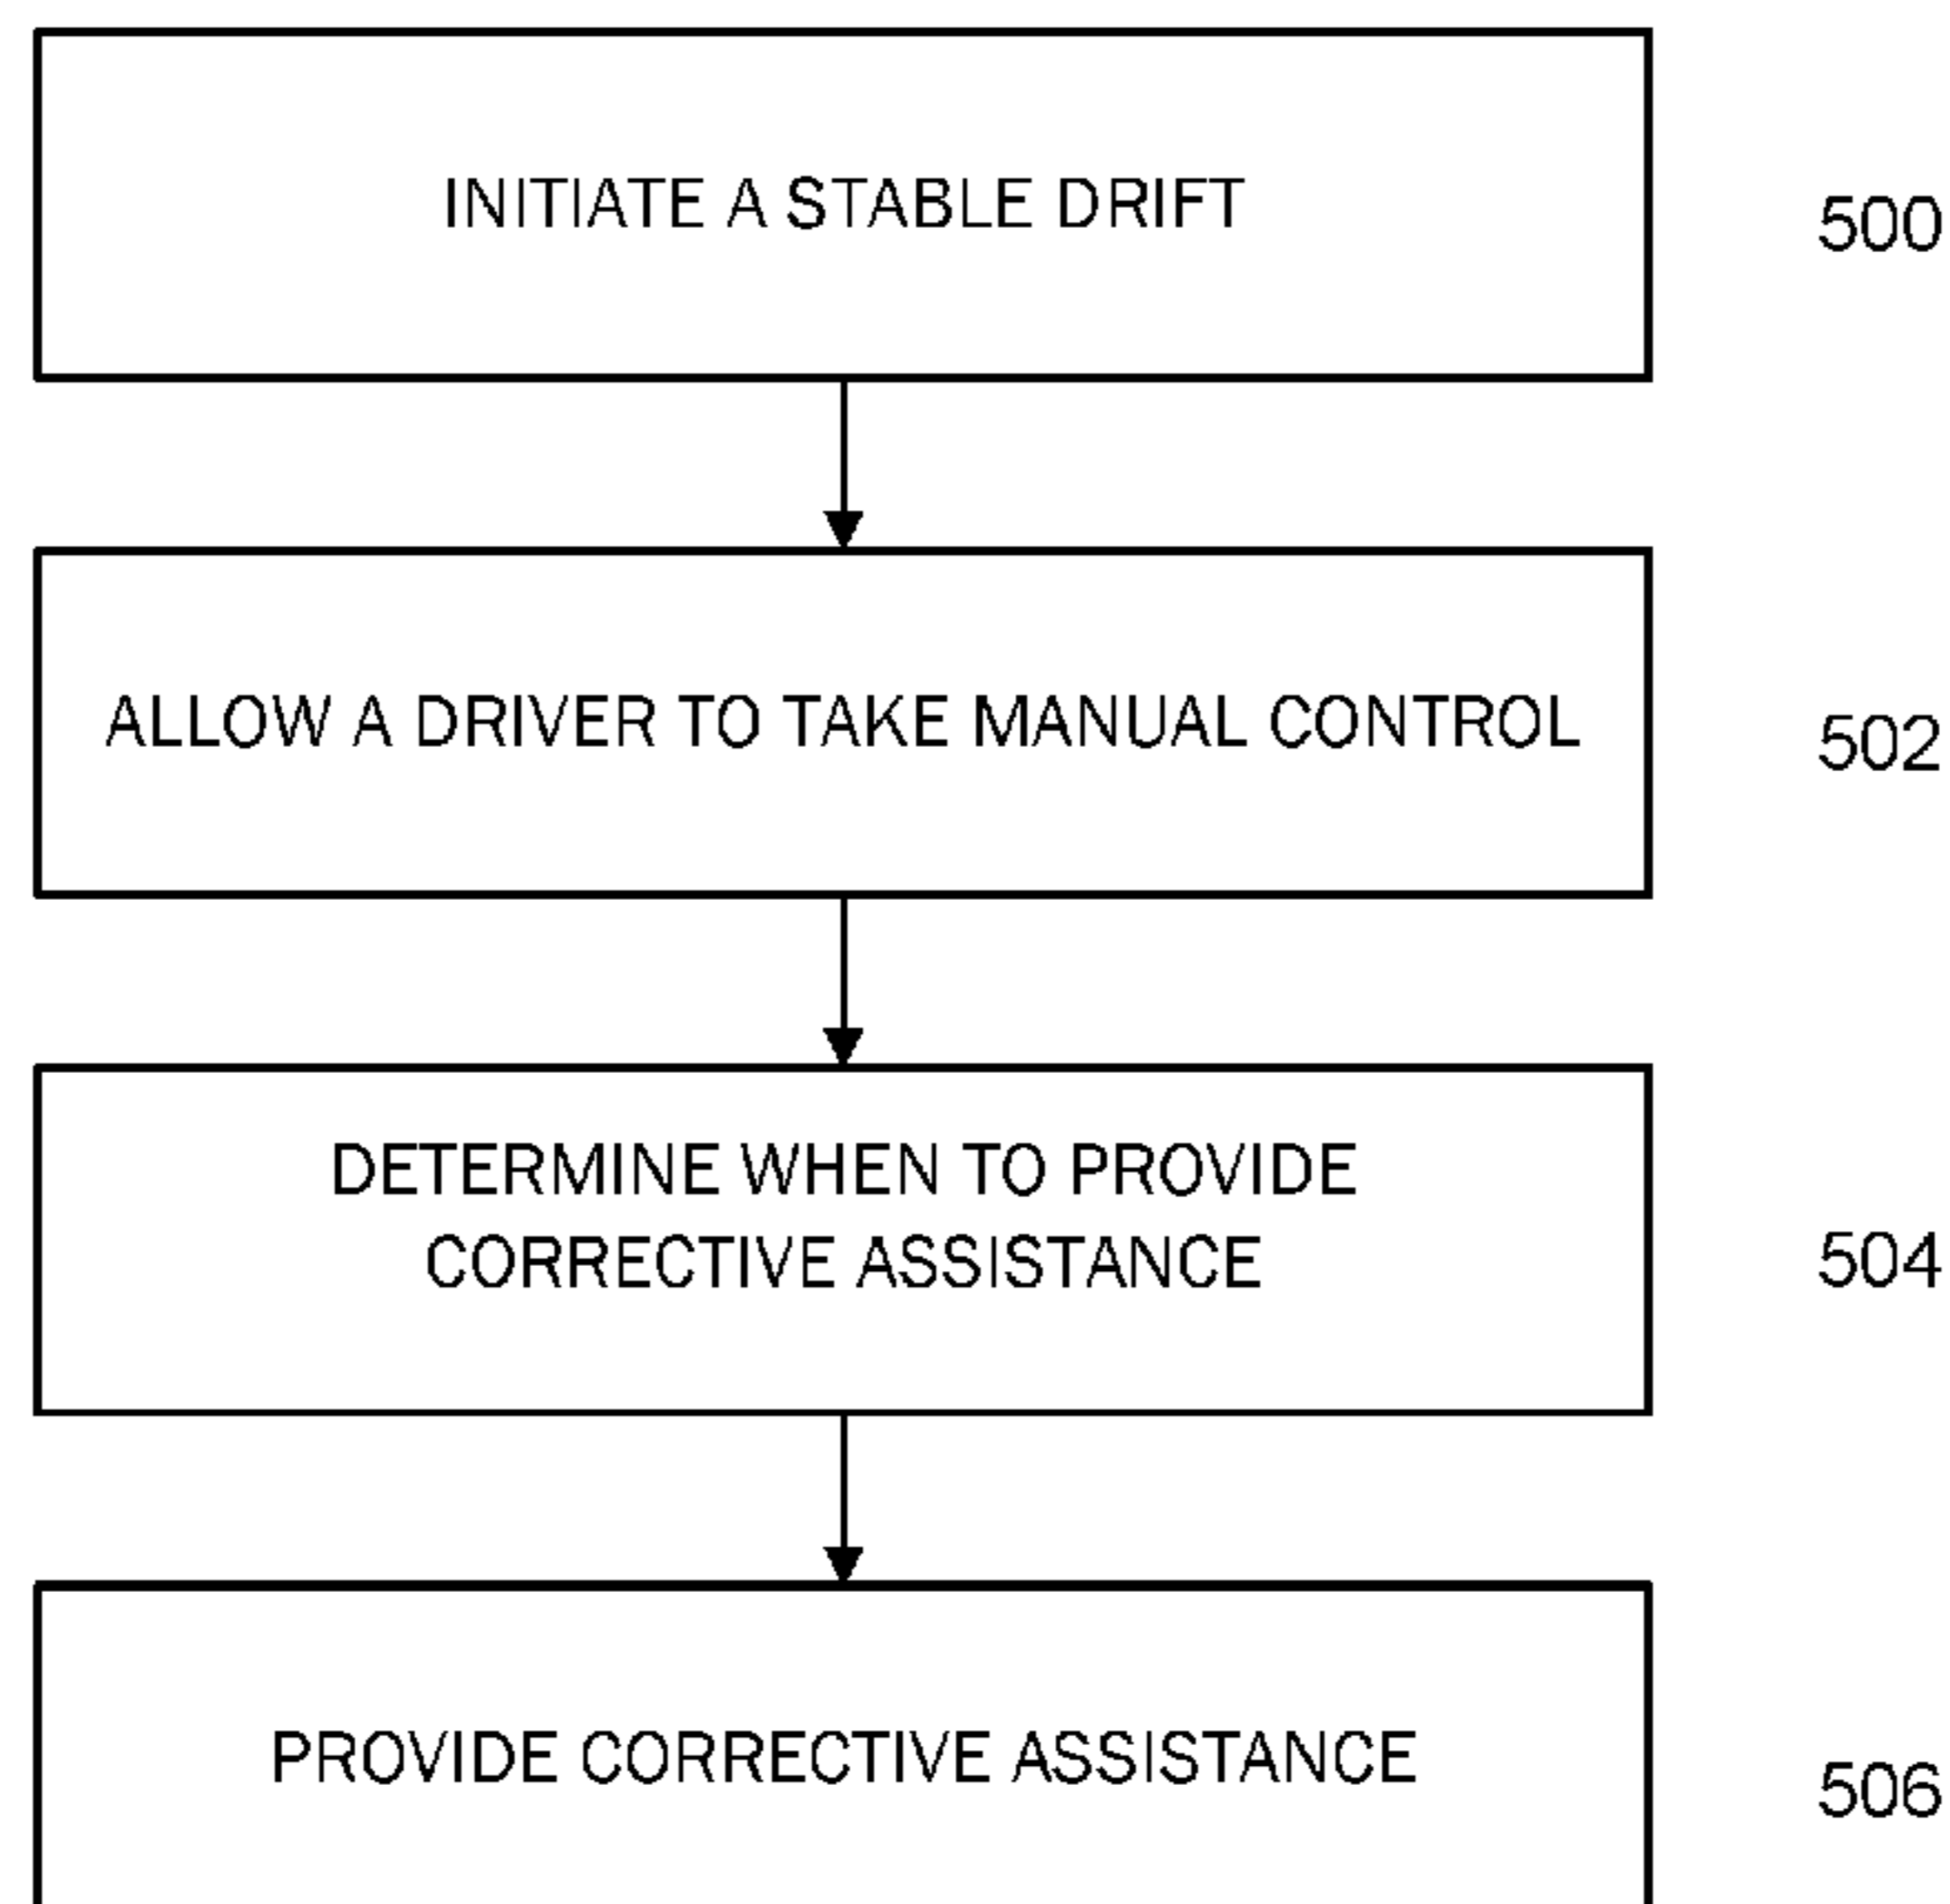 INITIATE A STABLE DRIFT
500
ALLOW A DRIVER TO TAKE MANUAL CONTROL
502
DETERMINE WHEN TO PROVIDE
CORRECTIVE ASSISTANCE
504
PROVIDE CORRECTIVE ASSISTANCE
506